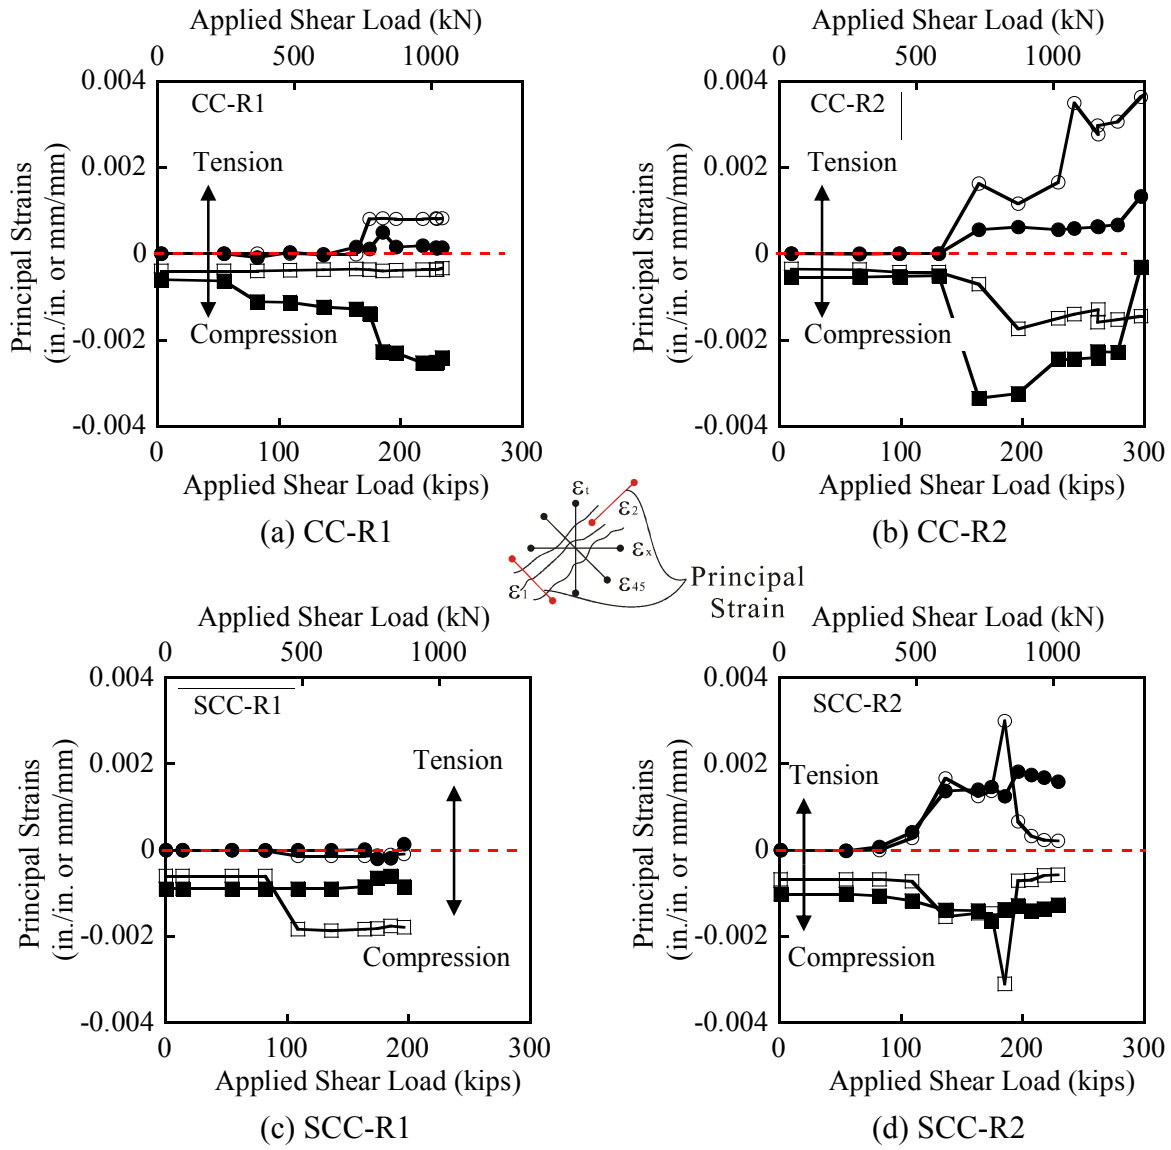 Applied Shear Load (kN)
0 500 1000
0.004
0.002
0
-0.002
-0.004
Principal Strains
(in./in. or mm/mm)
CC-R1
Tension
Compression
0 100 200 300
Applied Shear Load (kips)
(a) CC-R1
Applied Shear Load (kN)
0 500 1000
0.004
0.002
0
-0.002
-0.004
Principal Strains
(in./in. or mm/mm)
CC-R2
Tension
Compression
0 100 200 300
Applied Shear Load (kips)
(b) CC-R2
εt
ε2
εx
ε45
ε1
Principal
Strain
Applied Shear Load (kN)
0 500 1000
0.004
0.002
0
-0.002
-0.004
Principal Strains
(in./in. or mm/mm)
SCC-R1
Tension
Compression
0 100 200 300
Applied Shear Load (kips)
(c) SCC-R1
Applied Shear Load (kN)
0 500 1000
0.004
0.002
0
-0.002
-0.004
Principal Strains
(in./in. or mm/mm)
SCC-R2
Tension
Compression
0 100 200 300
Applied Shear Load (kips)
(d) SCC-R2